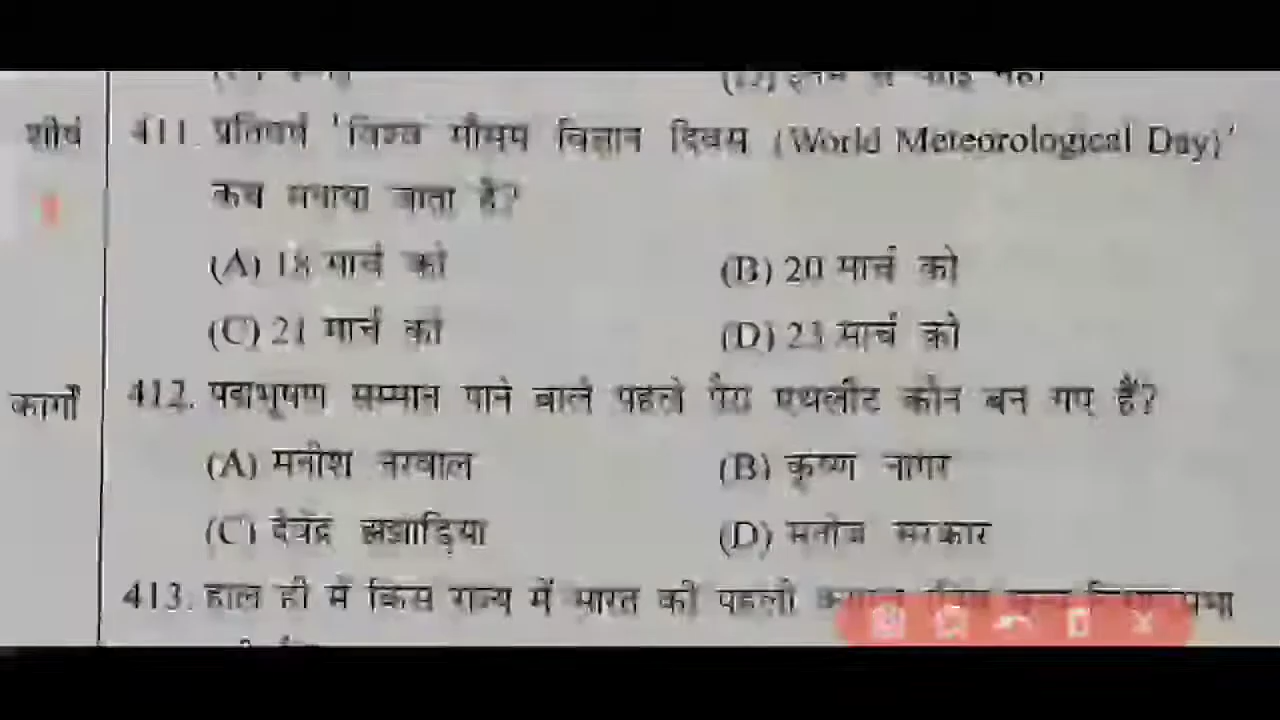 शीर्ष
411. प्रतिवर्ष 'विश्व मौसम विज्ञान दिवस (World Meteorological Day)'
कब मनाया जाता है?
(A) 18 मार्च को (B) 20 मार्च को
(C) 21 मार्च को (D) 23 मार्च को
कार्गो
412. पद्मभूषण सम्मान पाने वाले पहले पैरा एथलीट कौन बन गए हैं?
(A) मनीश नरवाल (B) कृष्ण नागर
(C) देवेंद्र झाझाड़िया (D) मनोज सरकार
413. हाल ही में किस राज्य में भारत की पहली